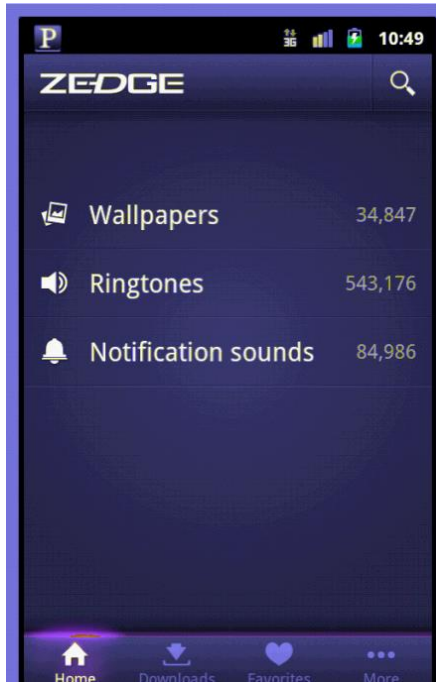 P
3G
10:49
ZEDGE
Wallpapers 34,847
Ringtones 543,176
Notification sounds 84,986
Home Downloads Favorites More